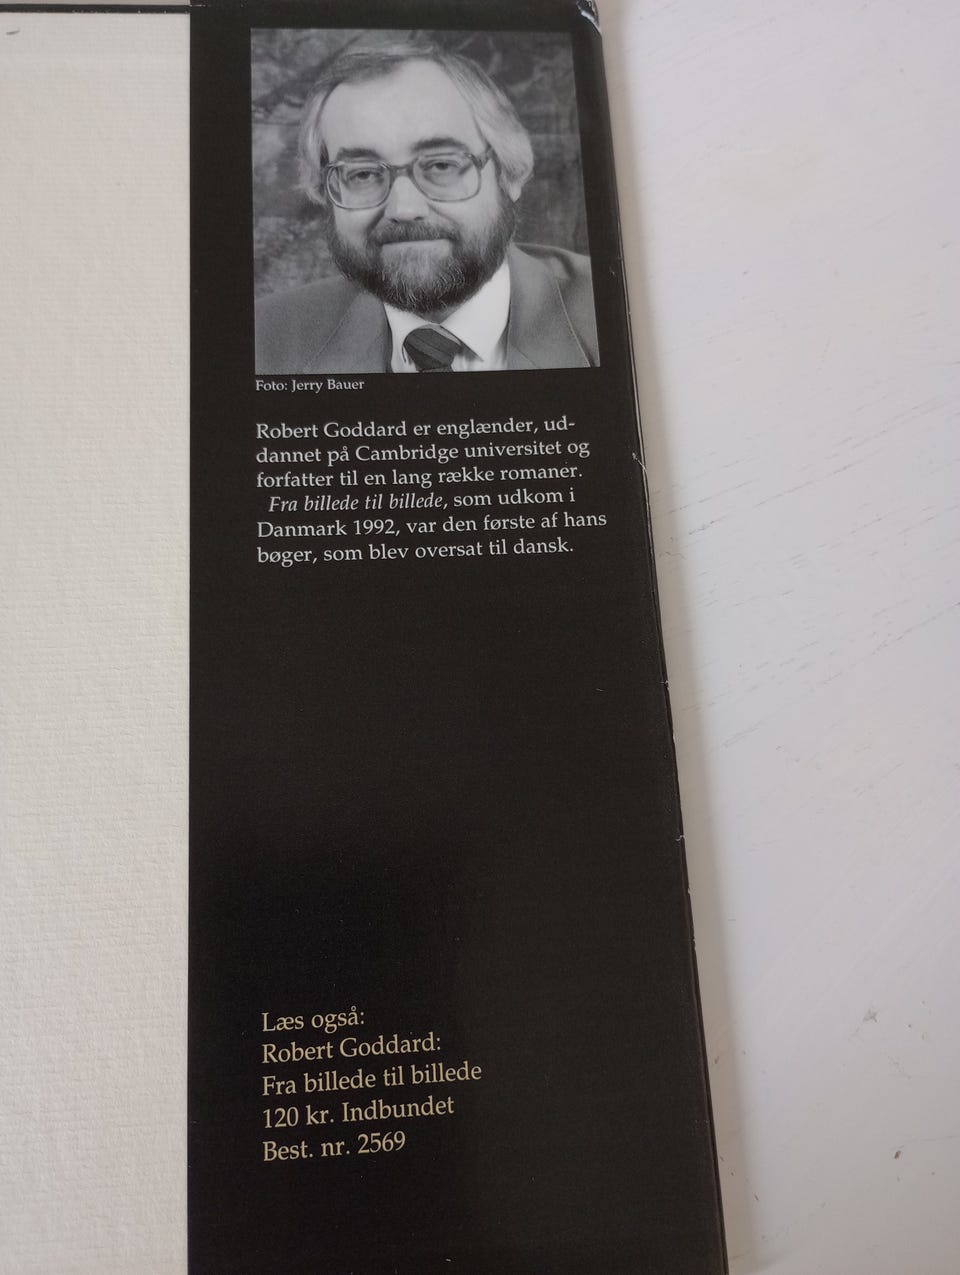 Foto: Jerry Bauer
Robert Goddard er englænder, ud-
dannet på Cambridge universitet og
forfatter til en lang række romaner.
Fra billede til billede, som udkom i
Danmark 1992, var den første af hans
bøger, som blev oversat til dansk.
Læs også:
Robert Goddard:
Fra billede til billede
120 kr. Indbundet
Best. nr. 2569